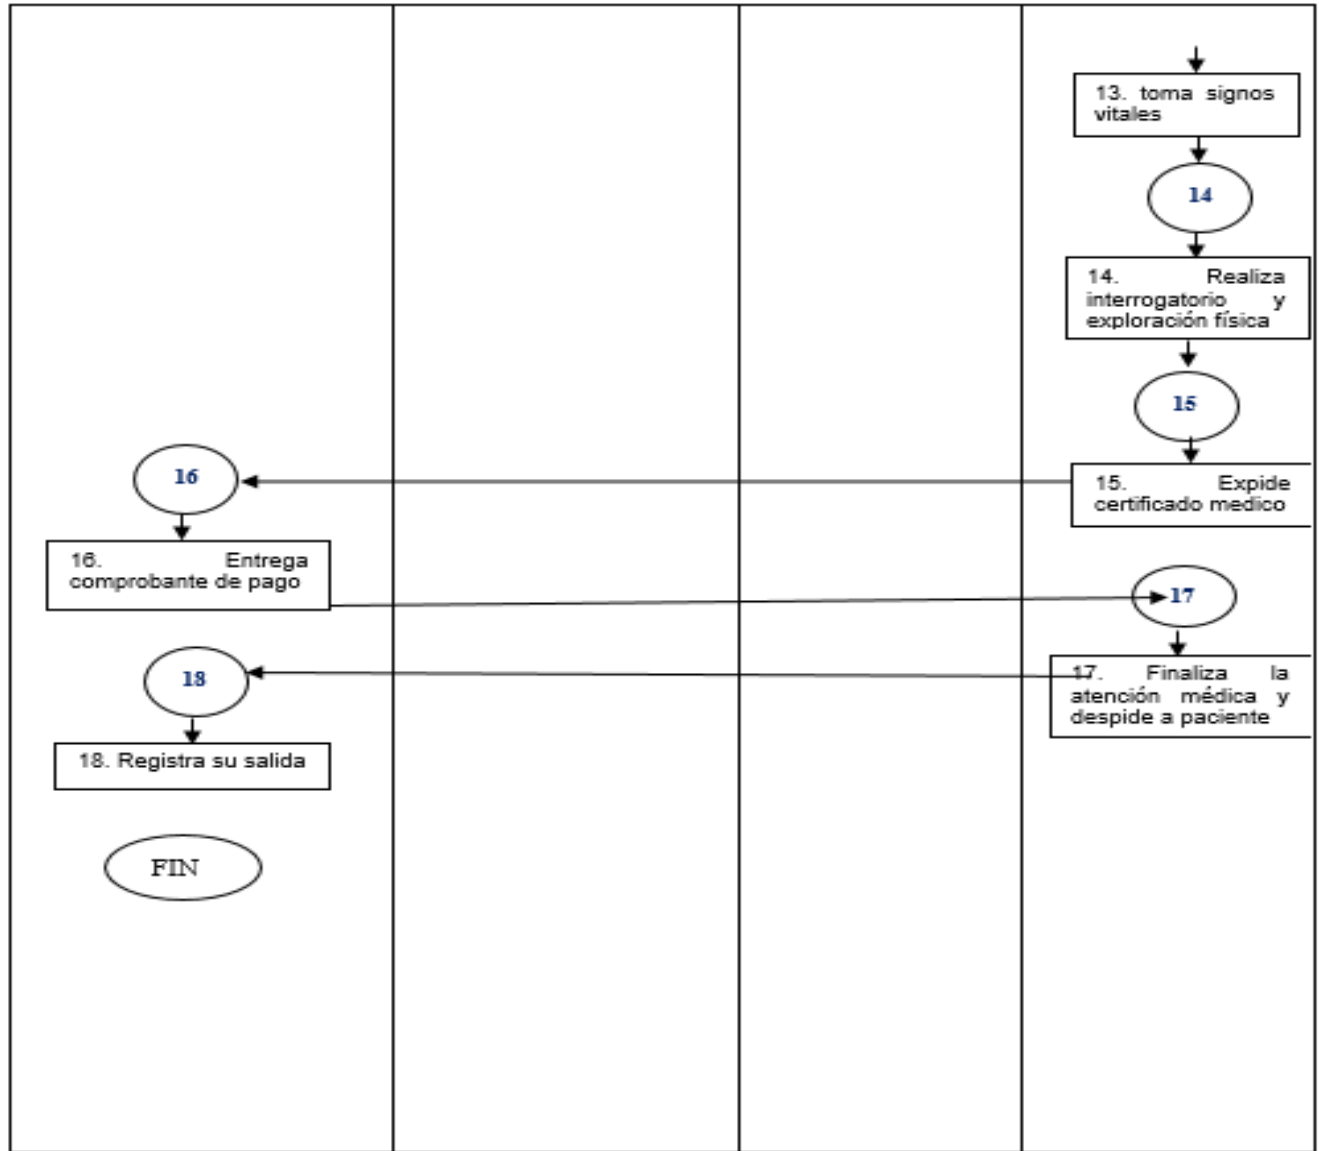 13. toma signos
vitales
14
14. Realiza
interrogatorio y
exploración física
15
15. Expide
certificado medico
16
16. Entrega
comprobante de pago
17
17. Finaliza la
atención médica y
despide a paciente
18
18. Registra su salida
FIN